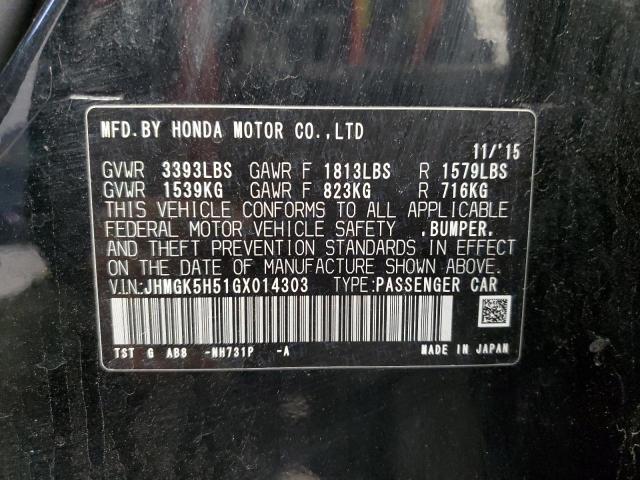 MFD.BY HONDA MOTOR CO.,LTD
11/'15
GVWR 3393LBS GAWR F 1813LBS R 1579LBS
GVWR 1539KG GAWR F 823KG R 716KG
THIS VEHICLE CONFORMS TO ALL APPLICABLE
FEDERAL MOTOR VEHICLE SAFETY ,BUMPER,
AND THEFT PREVENTION STANDARDS IN EFFECT
ON THE DATE OF MANUFACTURE SHOWN ABOVE.
V.IN:JHMGK5H51GX014303 TYPE:PASSENGER CAR
TST G AB8 -NH731P -A MADE IN JAPAN